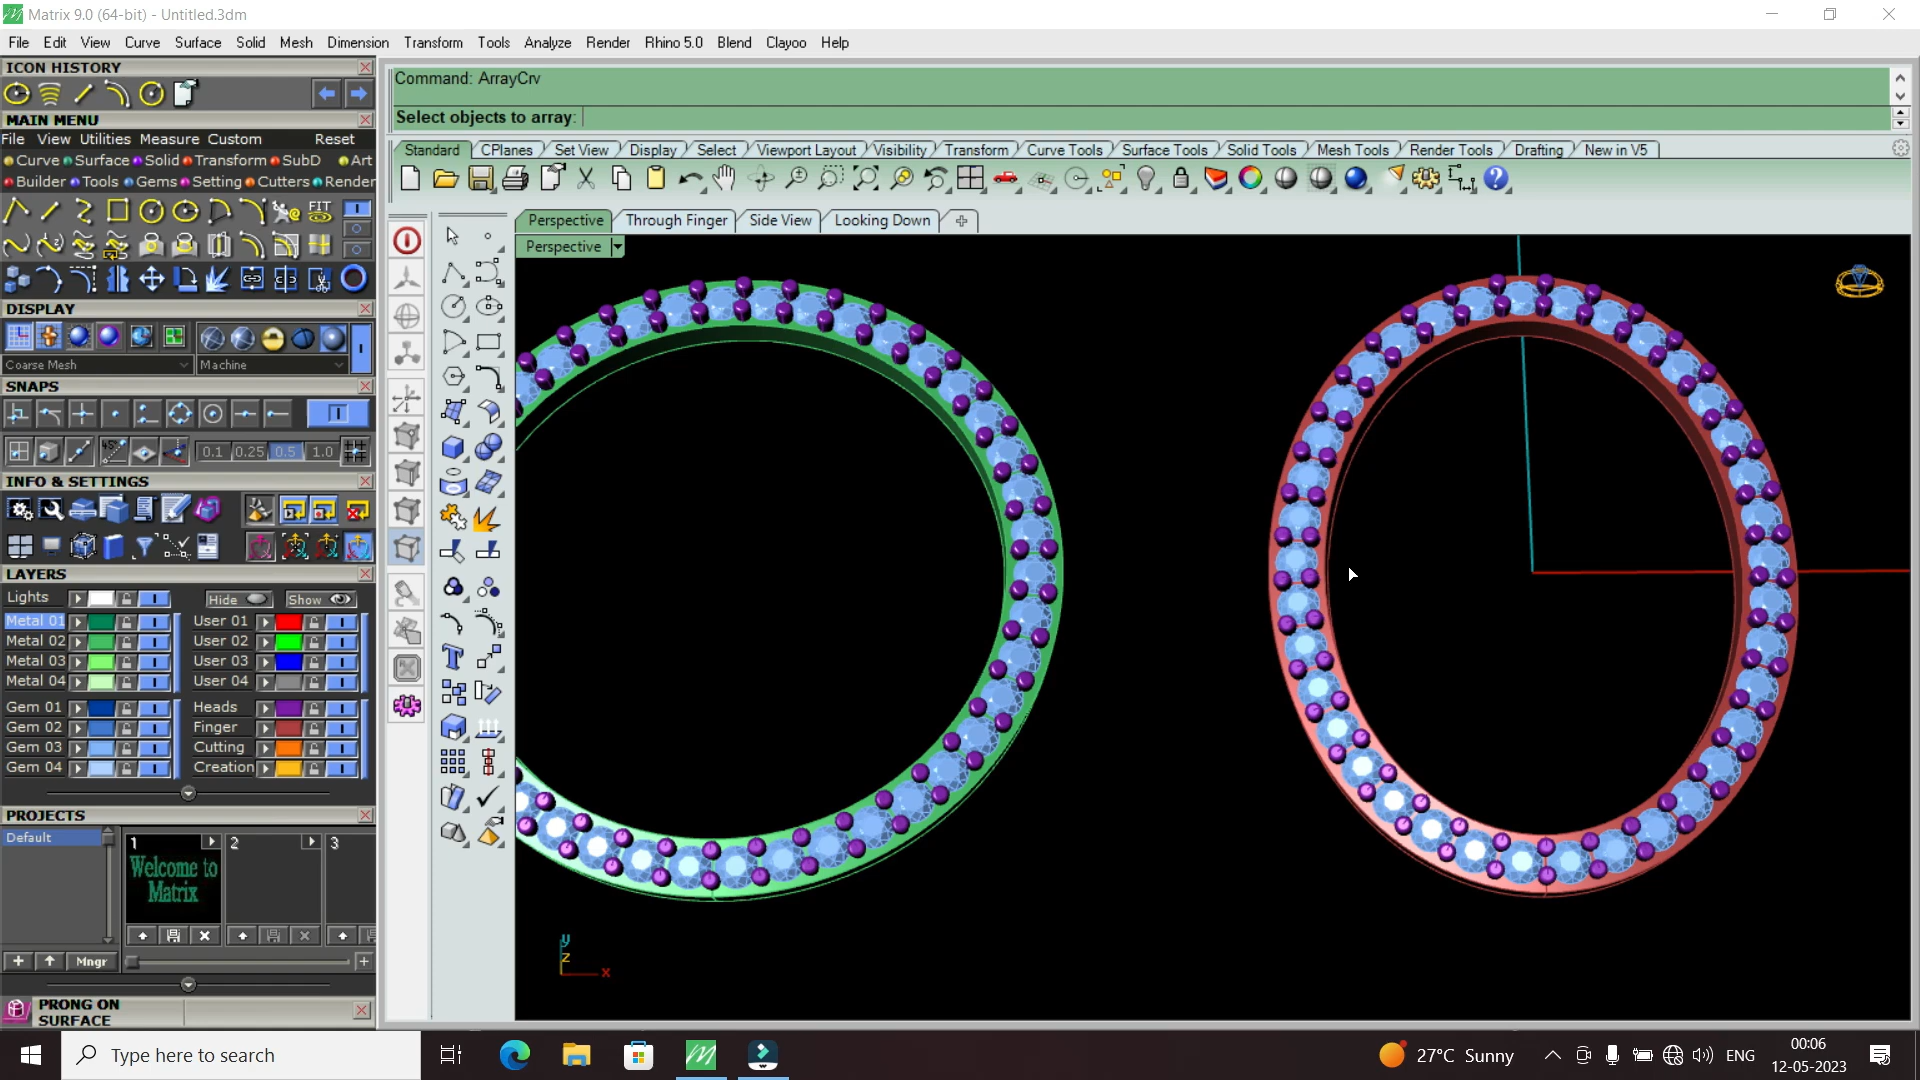 Matrix 9.0 (64-bit) - Untitled.3dm
File Edit View Curve Surface Solid Mesh Dimension Transform Tools Analyze Render Rhino 5.0 Blend Clayoo Help
ICON HISTORY
MAIN MENU
File View Utilities Measure Custom Reset
Curve Surface Solid Transform SubD Art
Builder Tools Gems Setting Cutters Render
FIT
DISPLAY
Coarse Mesh Machine
SNAPS
45°
0.1 0.25 0.5 1.0
INFO & SETTINGS
LAYERS
Lights Hide Show
Metal 01 User 01
Metal 02 User 02
Metal 03 User 03
Metal 04 User 04
Gem 01 Heads
Gem 02 Finger
Gem 03 Cutting
Gem 04 Creation
PROJECTS
Default
1 2 3
Welcome to
Matrix
Mngr
PRONG ON
SURFACE
Command: ArrayCrv
Select objects to array:
Standard CPlanes Set View Display Select Viewport Layout Visibility Transform Curve Tools Surface Tools Solid Tools Mesh Tools Render Tools Drafting New in V5
Perspective Through Finger Side View Looking Down
Perspective
y
z
x
Type here to search
27°C Sunny
ENG
00:06
12-05-2023